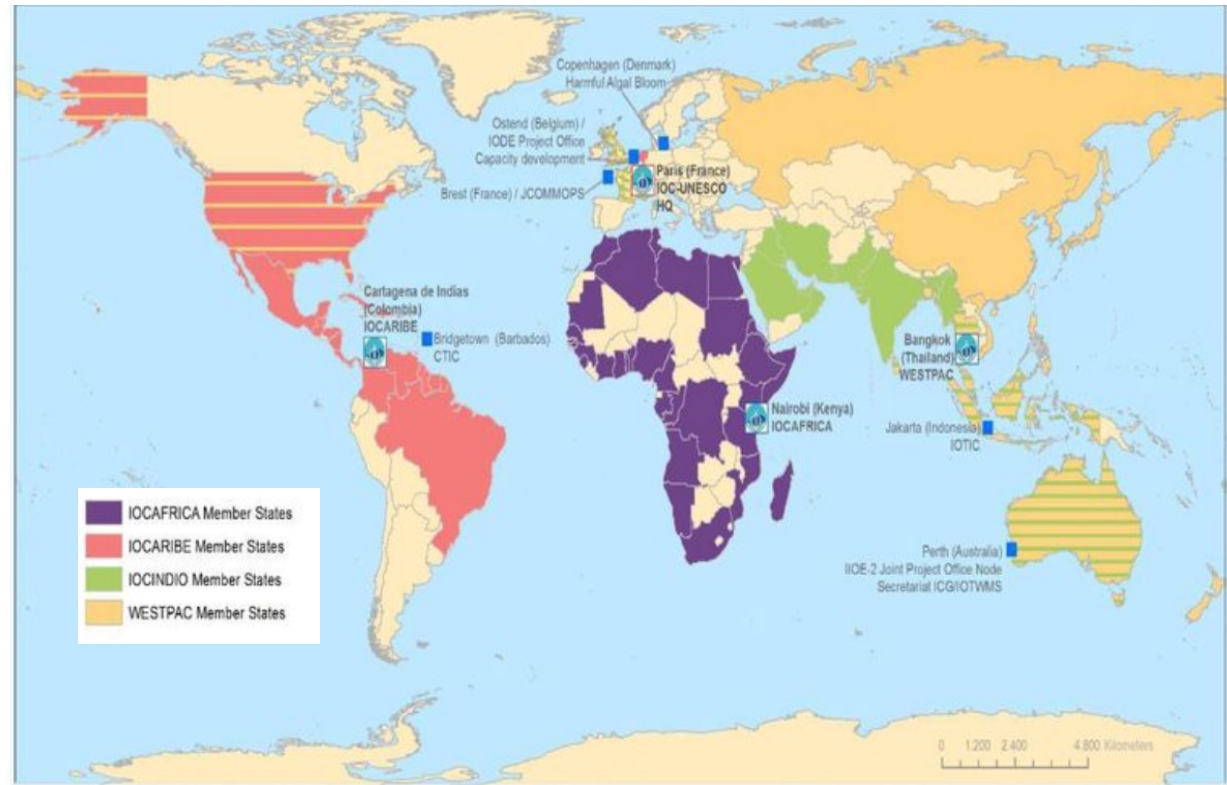 Copenhagen (Denmark)
Harmful Algal Bloom
Ostend (Belgium) /
IODE Project Office
Capacity development
Brest (France) / JCOMMOPS
Paris (France)
IOC-UNESCO
HQ
Cartagena de Indias
(Colombia)
IOCARIBE
Bridgetown (Barbados)
CTIC
Bangkok
(Thailand)
WESTPAC
Nairobi (Kenya)
IOCAFRICA
Jakarta (Indonesia)
IOTIC
Perth (Australia)
IIOE-2 Joint Project Office Node
Secretariat ICG/IOTWMS
IOCAFRICA Member States
IOCARIBE Member States
IOCINDIO Member States
WESTPAC Member States
0 1.200 2.400 4.800 Kilometers